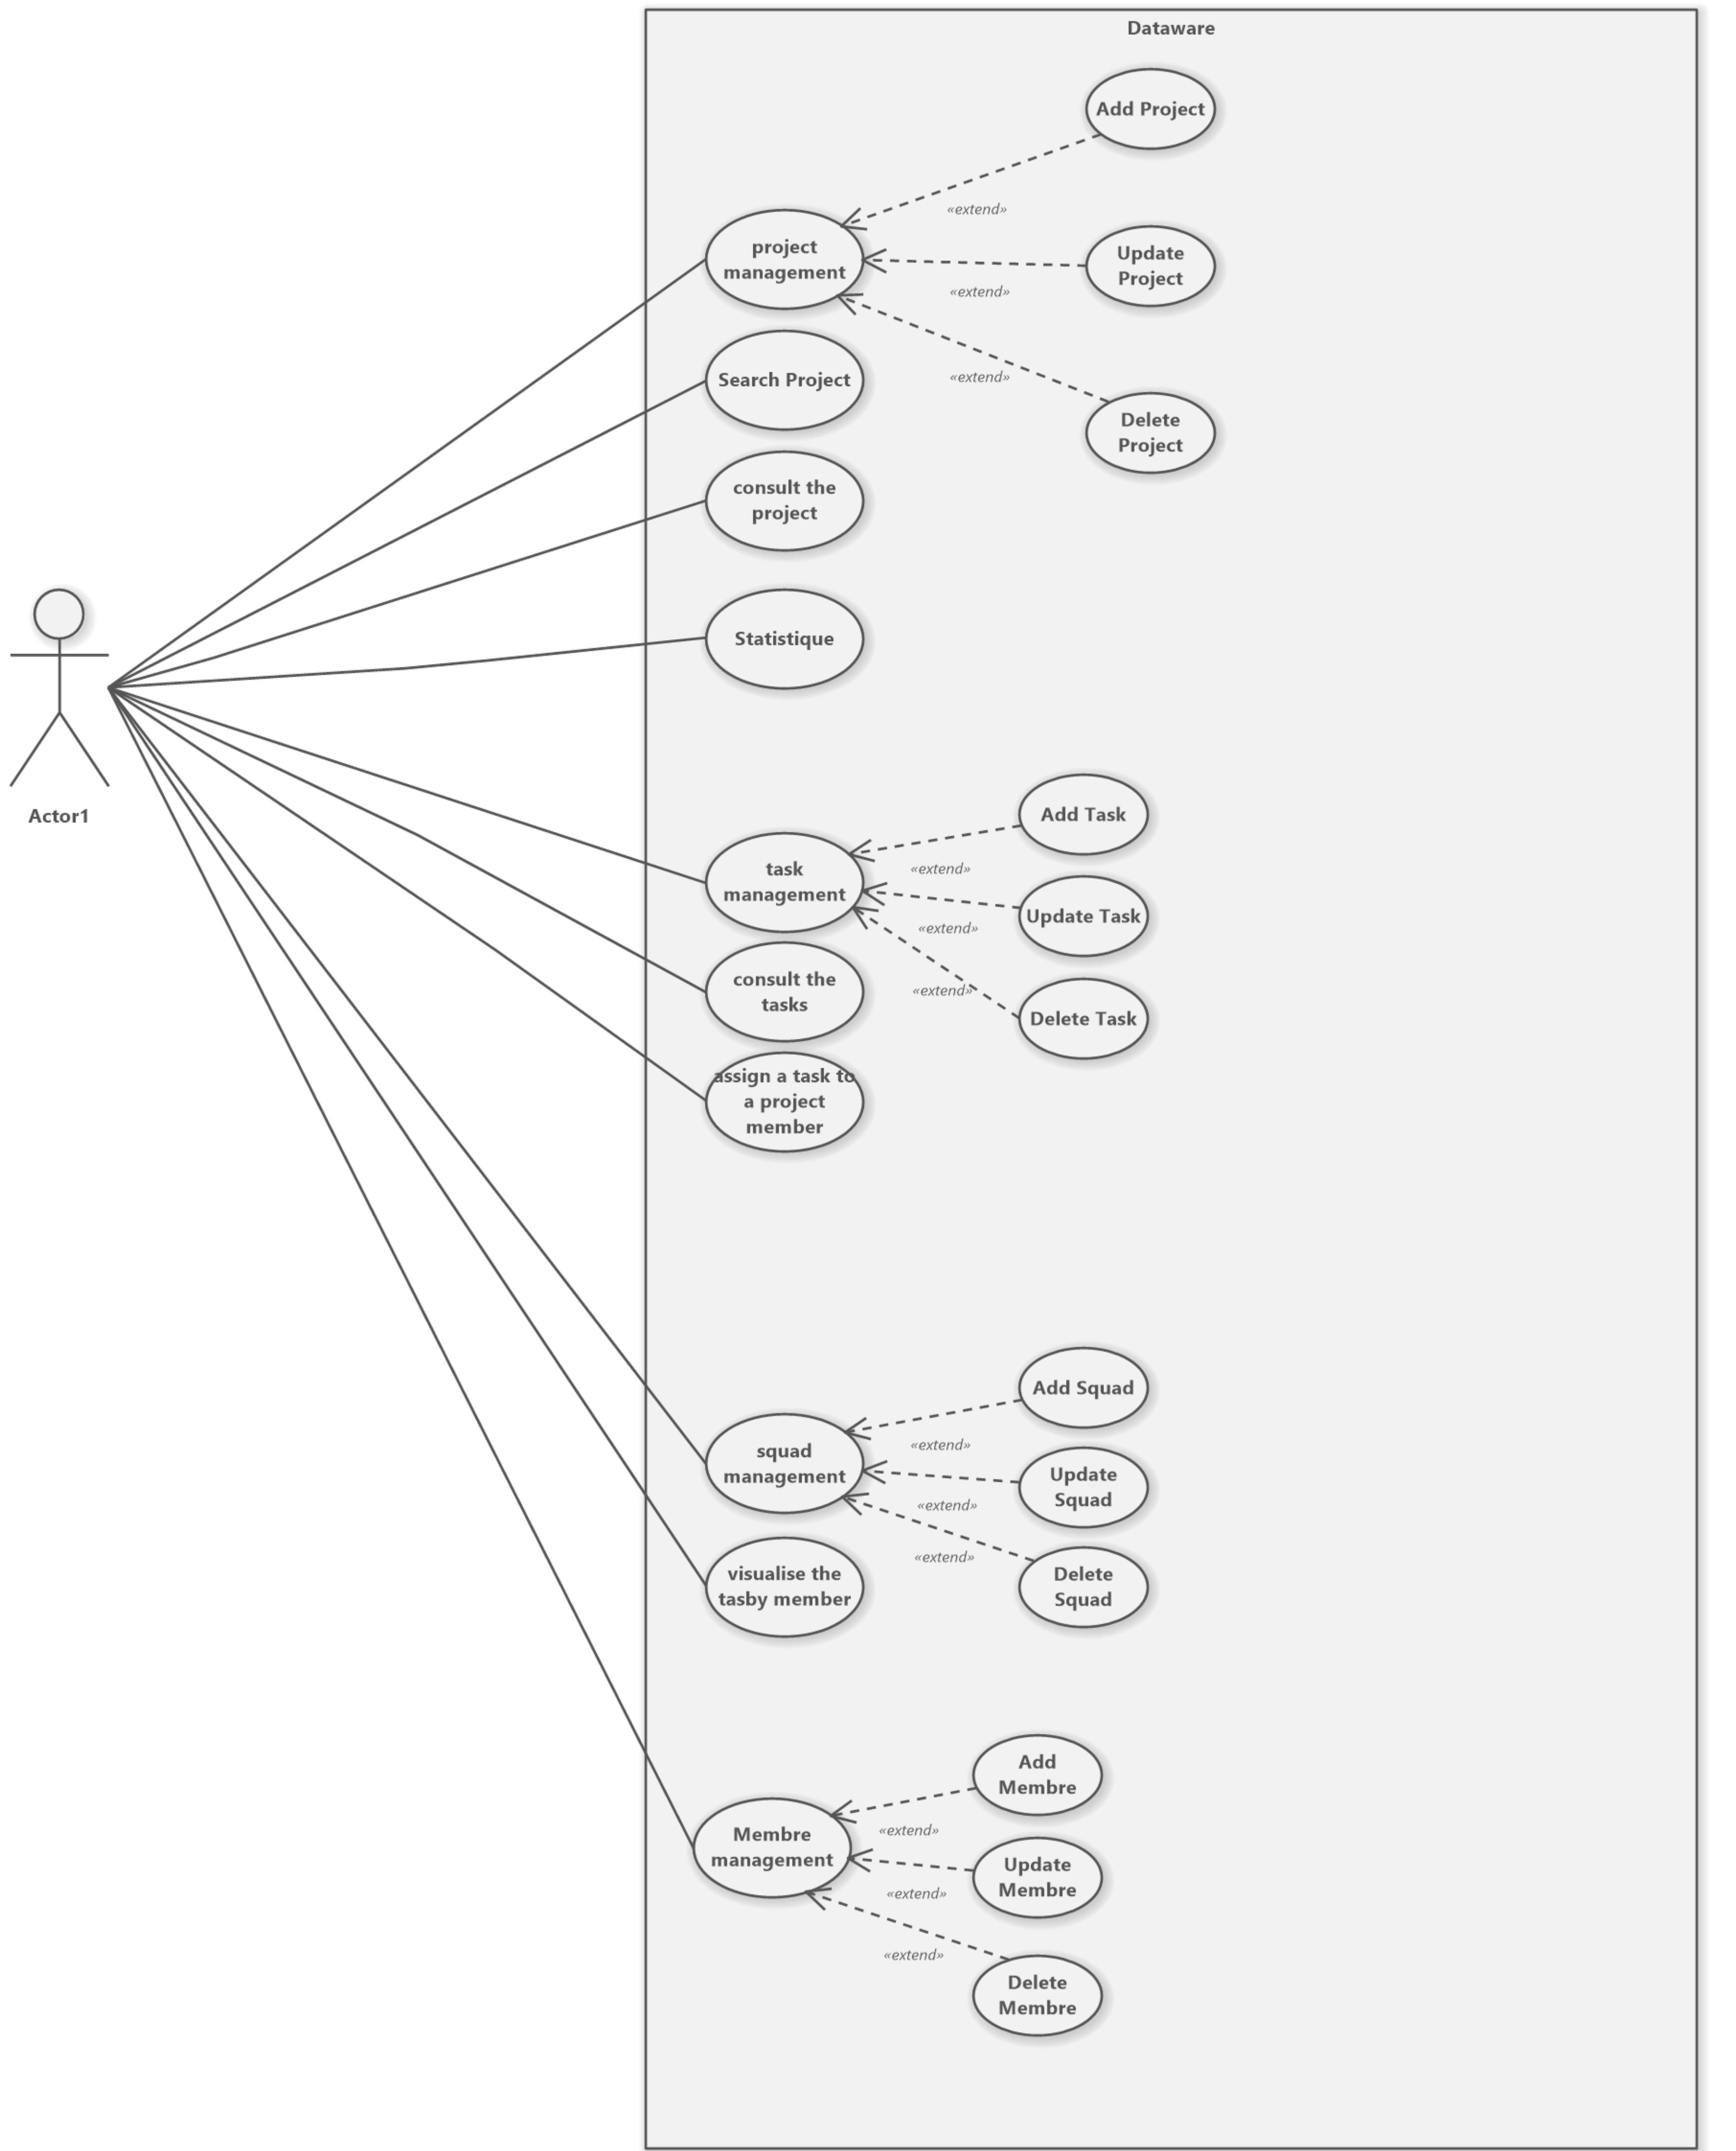 Dataware
Add Project
«extend»
project
management
Update
Project
«extend»
Search Project
«extend»
Delete
Project
consult the
project
Statistique
Actor1
Add Task
task
management
«extend»
Update Task
«extend»
consult the
tasks
«extend»
Delete Task
assign a task to
a project
member
Add Squad
squad
management
«extend»
Update
Squad
«extend»
«extend»
visualise the
tasby member
Delete
Squad
Add
Membre
Membre
management
«extend»
Update
Membre
«extend»
«extend»
Delete
Membre